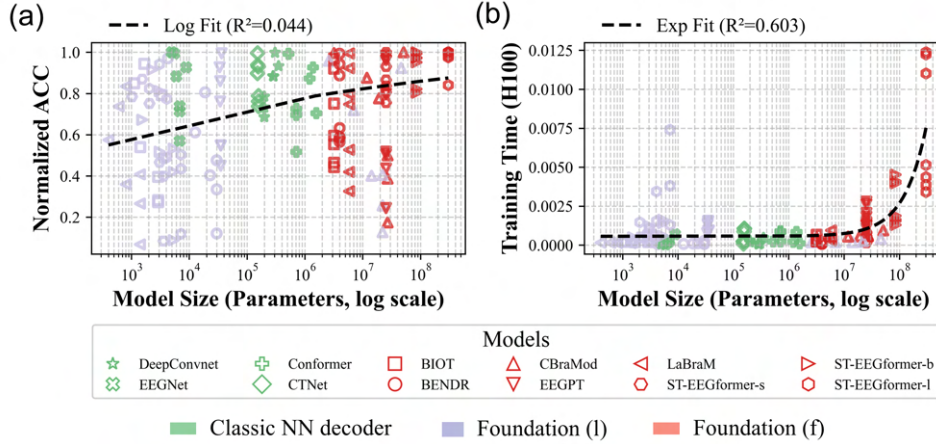 (a)
Log Fit (R²=0.044)
Normalized ACC
1.0
0.8
0.6
0.4
0.2
10³ 10⁴ 10⁵ 10⁶ 10⁷ 10⁸
Model Size (Parameters, log scale)
(b)
Exp Fit (R²=0.603)
Training Time (H100)
0.0125
0.0100
0.0075
0.0050
0.0025
0.0000
10³ 10⁴ 10⁵ 10⁶ 10⁷ 10⁸
Model Size (Parameters, log scale)
Models
DeepConvnet Conformer BIOT CBraMod LaBraM ST-EEGformer-b
EEGNet CTNet BENDR EEGPT ST-EEGformer-s ST-EEGformer-l
Classic NN decoder Foundation (l) Foundation (f)